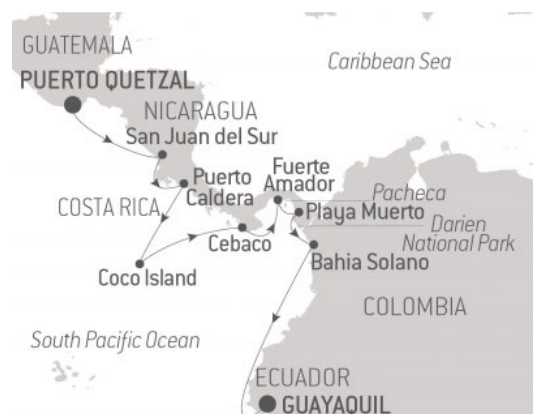 GUATEMALA
Caribbean Sea
PUERTO QUETZAL
NICARAGUA
San Juan del Sur
Fuerte
Amador
Puerto
Caldera
Pacheca
COSTA RICA
Playa Muerto
Darien
National Park
Cebaco
Bahia Solano
Coco Island
COLOMBIA
South Pacific Ocean
ECUADOR
GUAYAQUIL